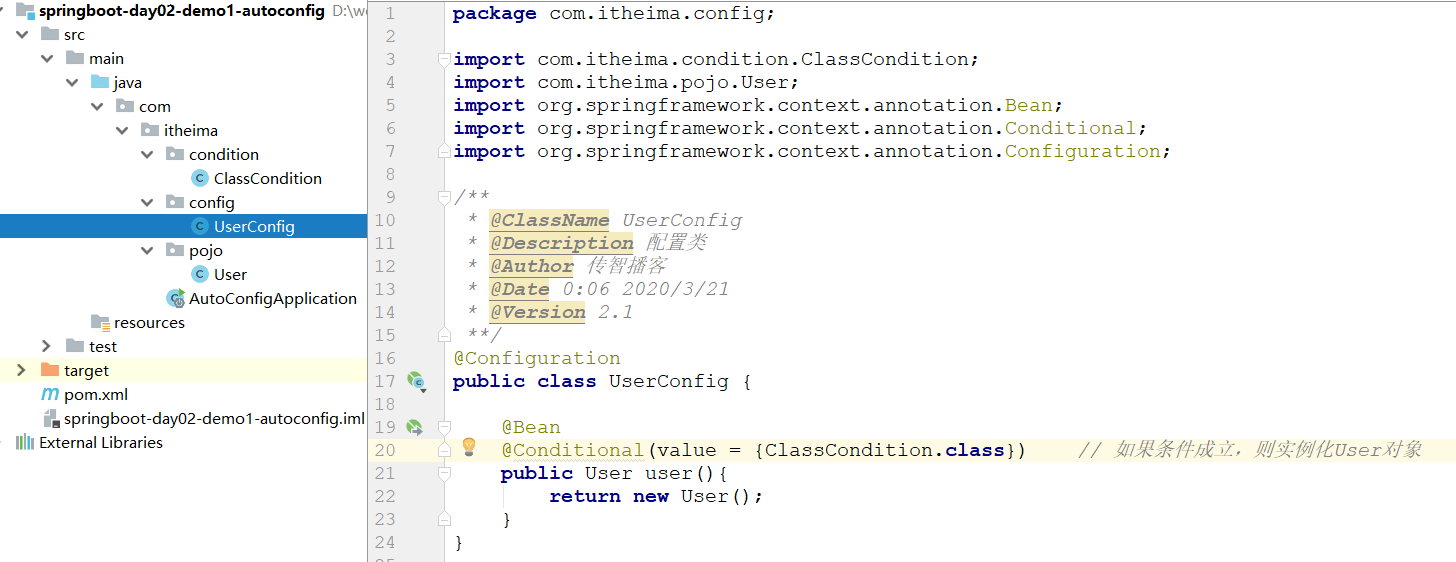 springboot-day02-demo1-autoconfig D:\w
src
main
java
com
itheima
condition
ClassCondition
config
UserConfig
pojo
User
AutoConfigApplication
resources
test
target
pom.xml
springboot-day02-demo1-autoconfig.iml
External Libraries
1 package com.itheima.config;
2
3 import com.itheima.condition.ClassCondition;
4 import com.itheima.pojo.User;
5 import org.springframework.context.annotation.Bean;
6 import org.springframework.context.annotation.Conditional;
7 import org.springframework.context.annotation.Configuration;
8
9 /**
10 * @ClassName UserConfig
11 * @Description 配置类
12 * @Author 传智播客
13 * @Date 0:06 2020/3/21
14 * @Version 2.1
15 **/
16 @Configuration
17 public class UserConfig {
18
19 @Bean
20 @Conditional(value = {ClassCondition.class}) // 如果条件成立，则实例化User对象
21 public User user(){
22 return new User();
23 }
24 }